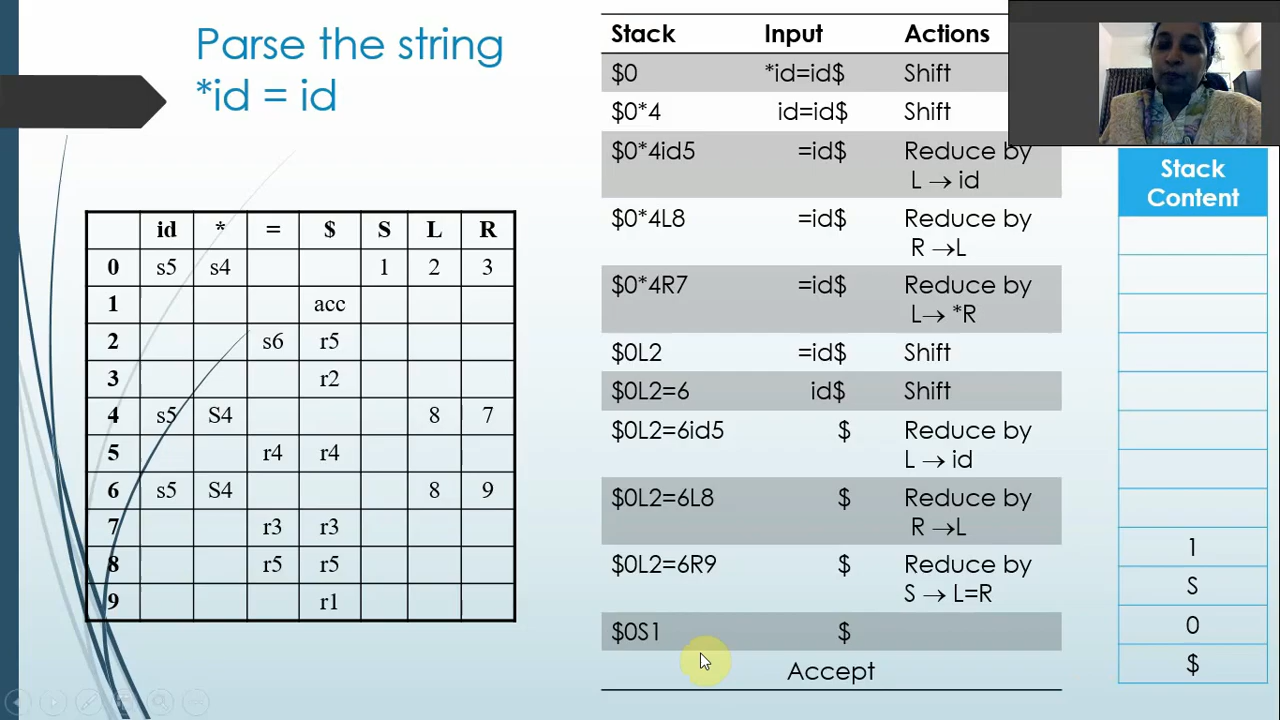 Parse the string
*id = id
id * = $ S L R
0 s5 s4 1 2 3
1 acc
2 s6 r5
3 r2
4 s5 S4 8 7
5 r4 r4
6 s5 S4 8 9
7 r3 r3
8 r5 r5
9 r1
Stack Input Actions
$0 *id=id$ Shift
$0*4 id=id$ Shift
$0*4id5 =id$ Reduce by
L → id
$0*4L8 =id$ Reduce by
R →L
$0*4R7 =id$ Reduce by
L→ *R
$0L2 =id$ Shift
$0L2=6 id$ Shift
$0L2=6id5 $ Reduce by
L → id
$0L2=6L8 $ Reduce by
R →L
$0L2=6R9 $ Reduce by
S → L=R
$0S1 $
Accept
Stack
Content
1
S
0
$